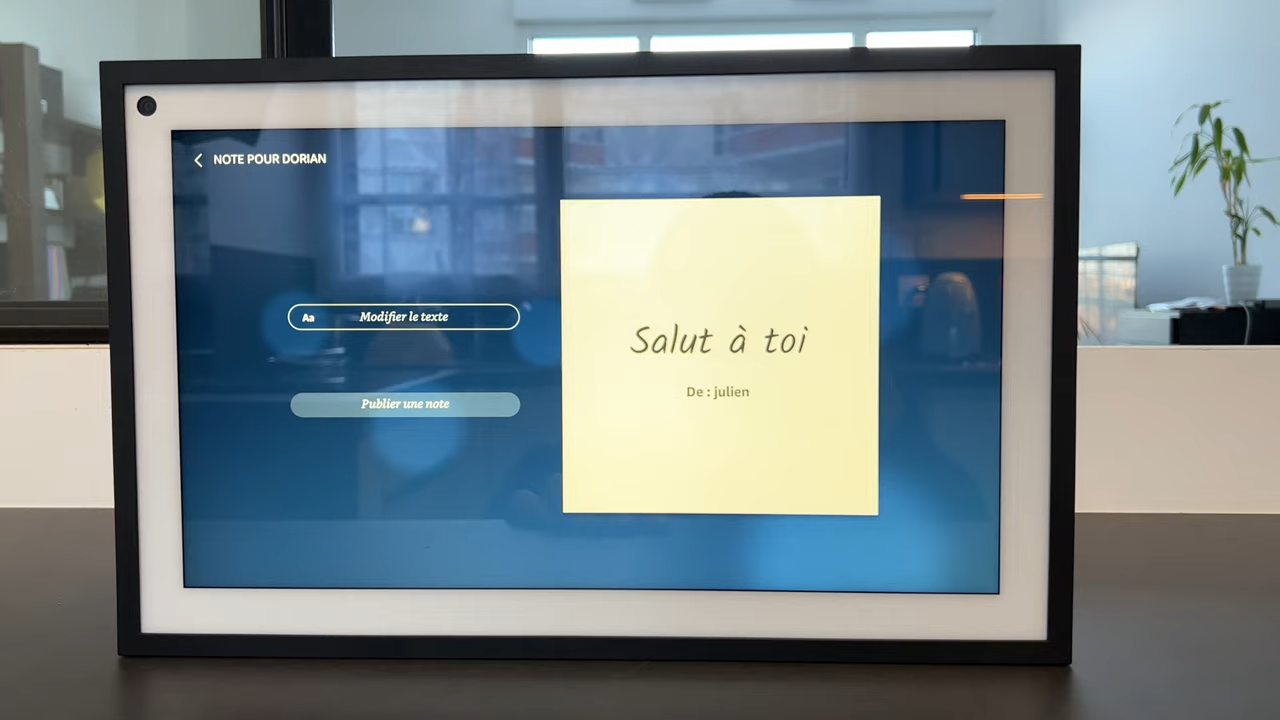 NOTE POUR DORIAN
Aa Modifier le texte
Publier une note
Salut à toi
De : julien